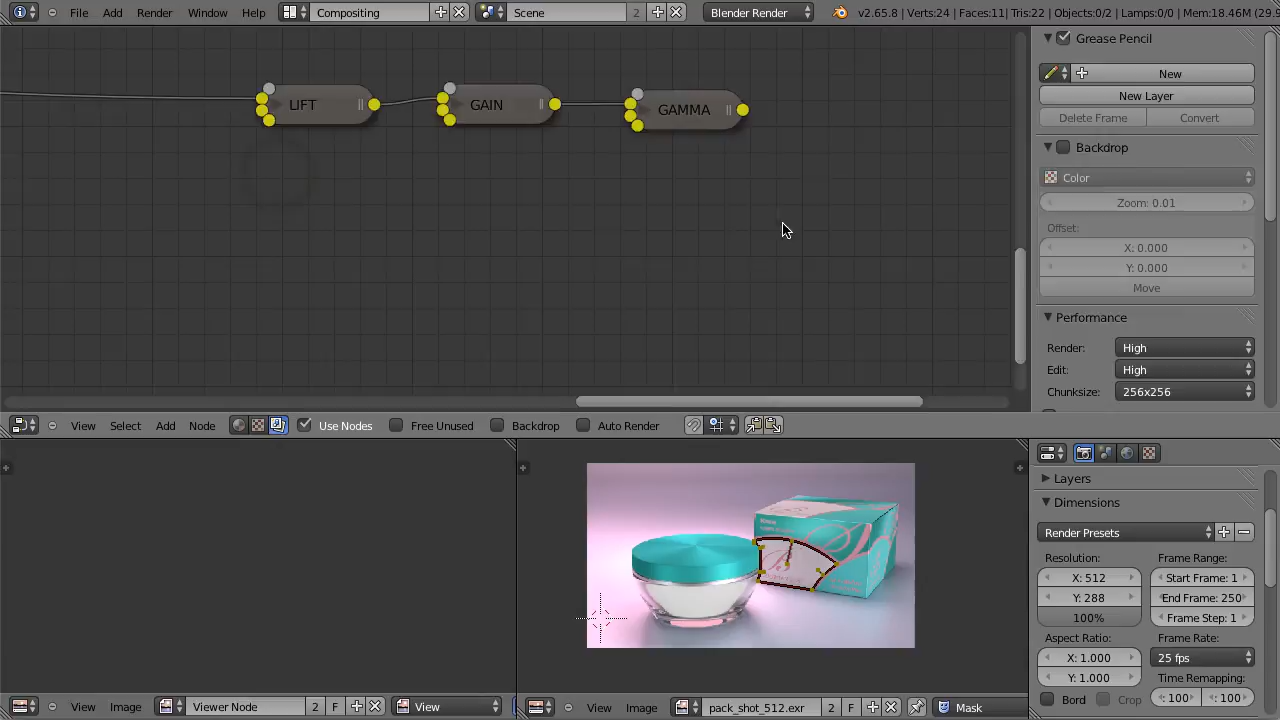 File Add Render Window Help Compositing Scene 2 Blender Render v2.65.8 | Verts:24 | Faces:11| Tris:22 | Objects:0/2 | Lamps:0/0 | Mem:18.46M (29.9
LIFT
GAIN
GAMMA
Grease Pencil
New
New Layer
Delete Frame Convert
Backdrop
Color
Zoom: 0.01
Offset:
X: 0.000
Y: 0.000
Move
Performance
Render: High
Edit: High
Chunksize: 256x256
View Select Add Node Use Nodes Free Unused Backdrop Auto Render
Layers
Dimensions
Render Presets
Resolution: Frame Range:
X: 512 Start Frame: 1
Y: 288 End Frame: 250
100% Frame Step: 1
Aspect Ratio: Frame Rate:
X: 1.000 25 fps
Y: 1.000 Time Remapping:
Bord Crop : 100 : 100
View Image Viewer Node 2 F View
View Image pack_shot_512.exr 2 F Mask